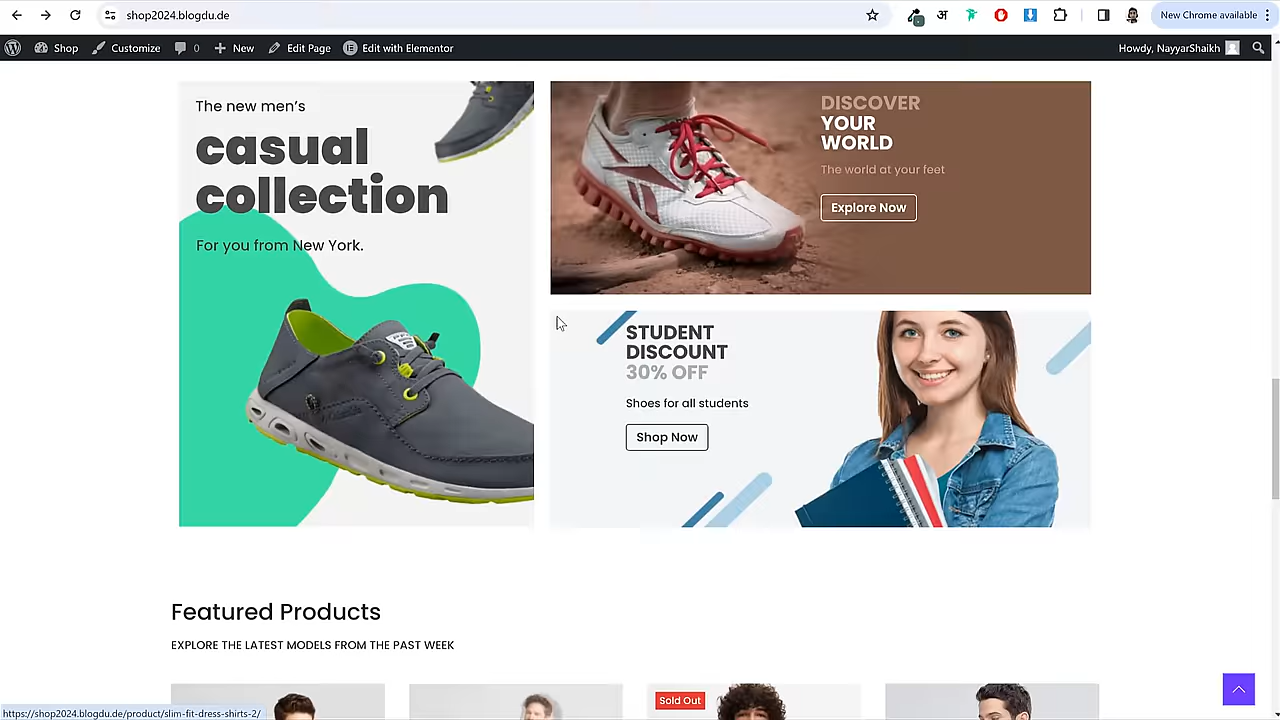 shop2024.blogdu.de
अ
New Chrome available
Shop
Customize
0
New
Edit Page
Edit with Elementor
Howdy, NayyarShaikh
The new men's
casual
collection
For you from New York.
DISCOVER
YOUR
WORLD
The world at your feet
Explore Now
STUDENT
DISCOUNT
30% OFF
Shoes for all students
Shop Now
Featured Products
EXPLORE THE LATEST MODELS FROM THE PAST WEEK
Sold Out
https://shop2024.blogdu.de/product/slim-fit-dress-shirts-2/